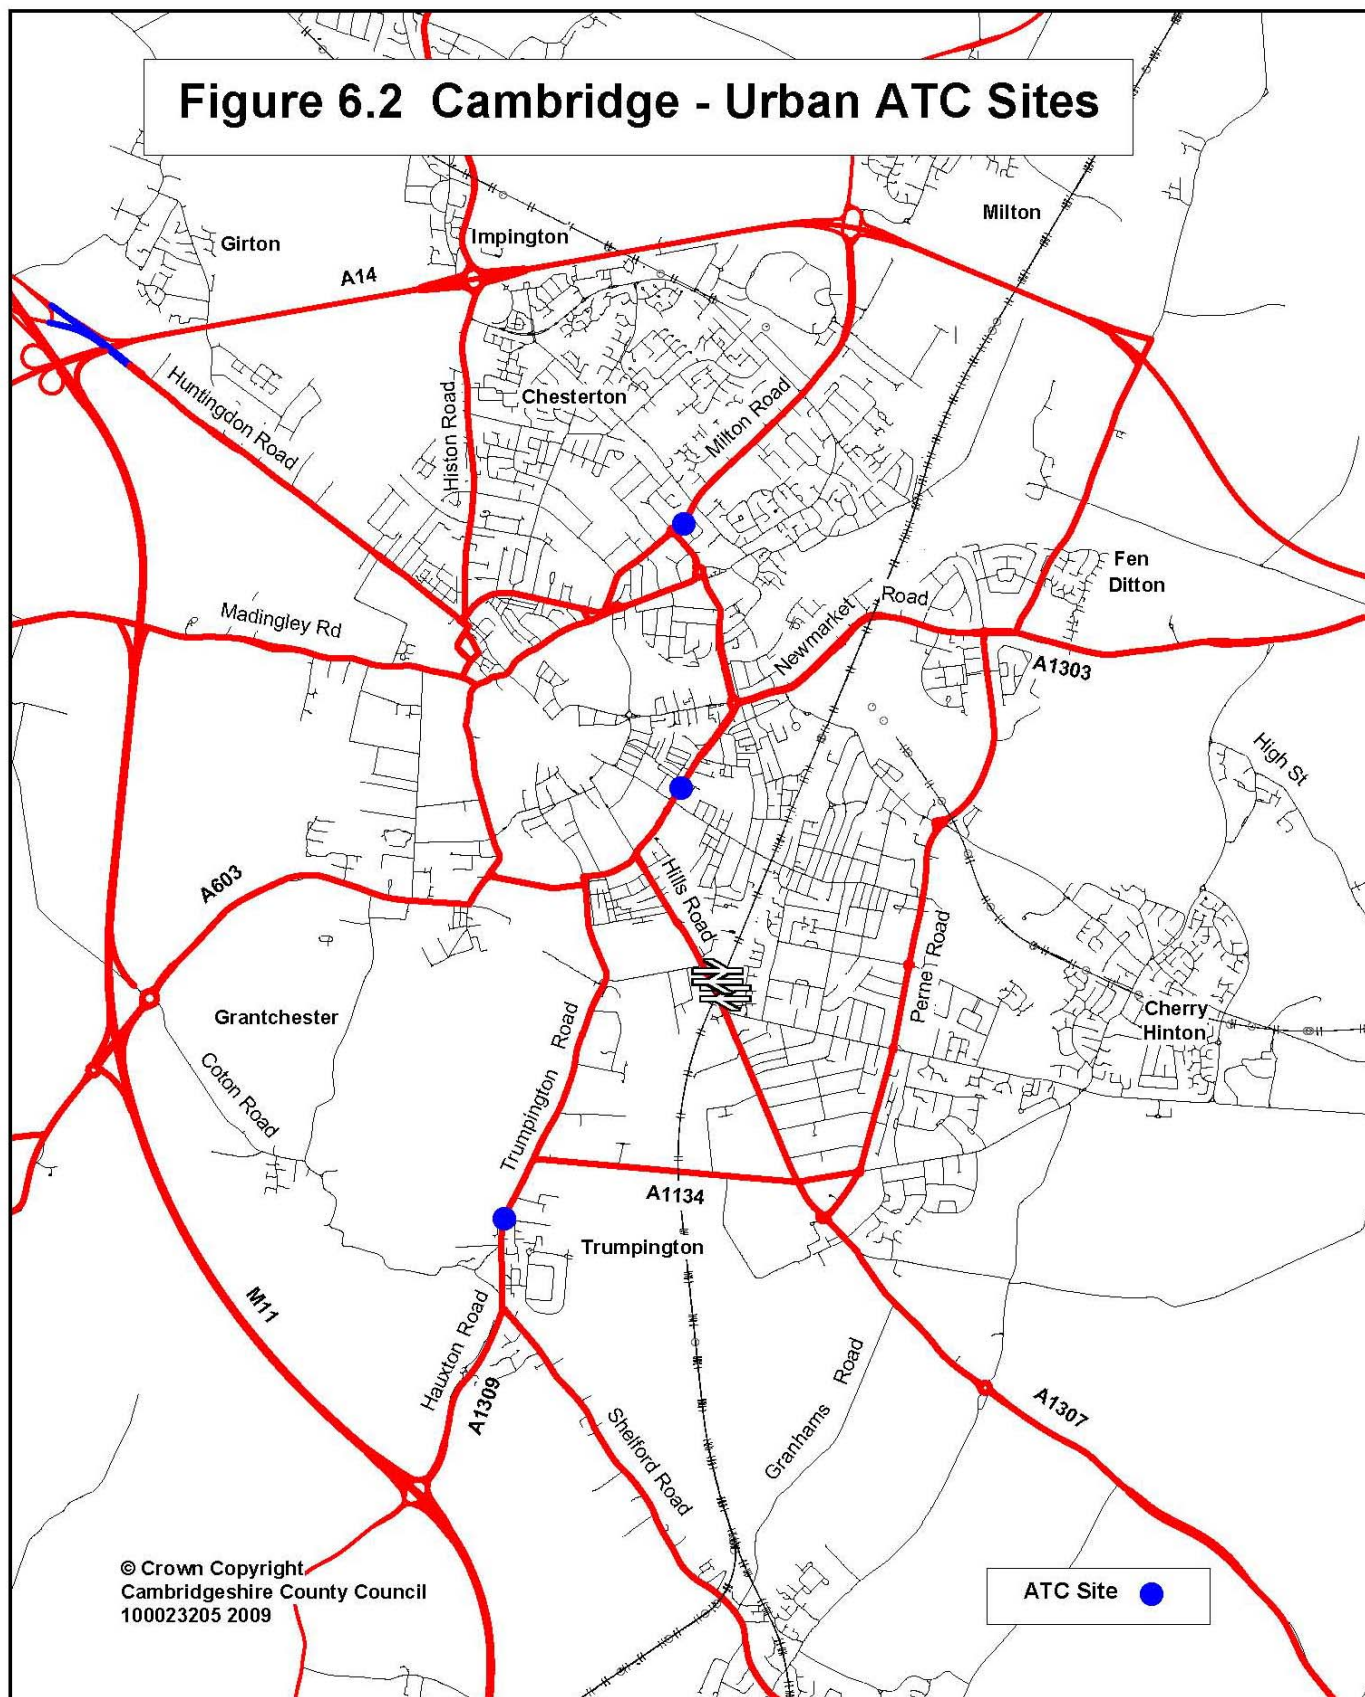 Figure 6.2 Cambridge - Urban ATC Sites
Milton
Impington
Girton
A14
Huntingdon Road
Histon Road
Chesterton
Milton Road
Fen
Ditton
Newmarket Road
Madingley Rd
A1303
High St
A603
Hills Road
Perne Road
Grantchester
Cherry
Hinton
Coton Road
Trumpington Road
A1134
Trumpington
M11
Hauxton Road
A1309
Shelford Road
Granhams Road
A1307
© Crown Copyright
Cambridgeshire County Council
100023205 2009
ATC Site